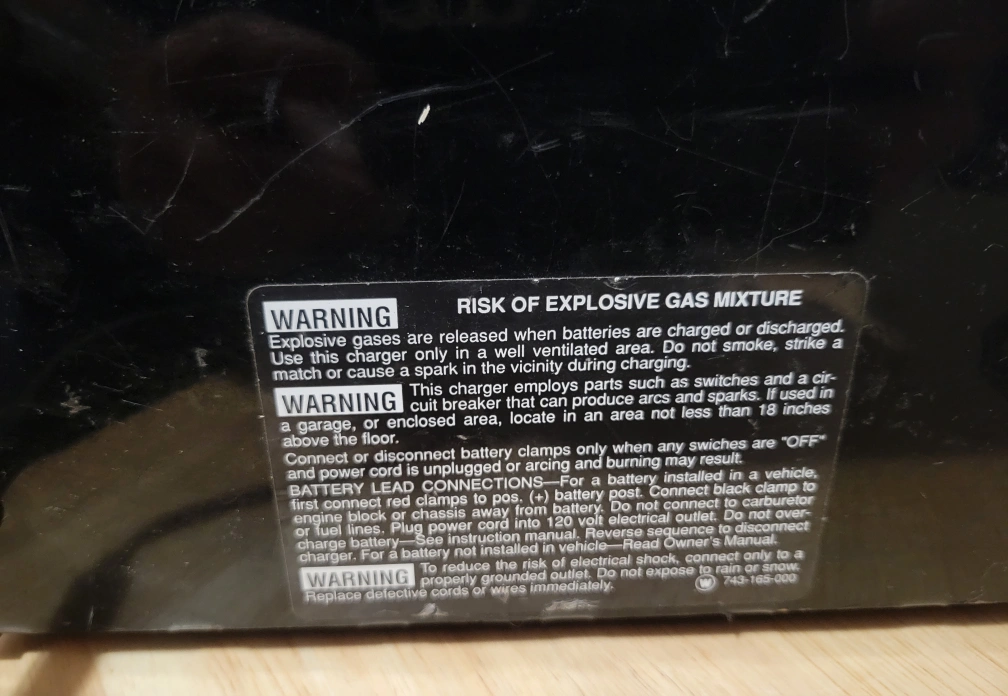 WARNING RISK OF EXPLOSIVE GAS MIXTURE
Explosive gases are released when batteries are charged or discharged.
Use this charger only in a well ventilated area. Do not smoke, strike a
match or cause a spark in the vicinity during charging.
WARNING This charger employs parts such as switches and a cir-
cuit breaker that can produce arcs and sparks. If used in
a garage, or enclosed area, locate in an area not less than 18 inches
above the floor.
Connect or disconnect battery clamps only when any swiches are "OFF"
and power cord is unplugged or arcing and burning may result.
BATTERY LEAD CONNECTIONS—For a battery installed in a vehicle,
first connect red clamps to pos. (+) battery post. Connect black clamp to
engine block or chassis away from battery. Do not connect to carburetor
or fuel lines. Plug power cord into 120 volt electrical outlet. Do not over-
charge battery—See instruction manual. Reverse sequence to disconnect
charger. For a battery not installed in vehicle—Read Owner's Manual.
WARNING To reduce the risk of electrical shock, connect only to a
properly grounded outlet. Do not expose to rain or snow.
Replace defective cords or wires immediately. W 743-165-000